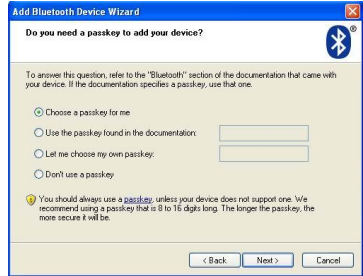 Add Bluetooth Device Wizard
Do you need a passkey to add your device?
To answer this question, refer to the "Bluetooth" section of the documentation that came with
your device. If the documentation specifies a passkey, use that one.
Choose a passkey for me
Use the passkey found in the documentation:
Let me choose my own passkey:
Don't use a passkey
You should always use a passkey, unless your device does not support one. We
recommend using a passkey that is 8 to 16 digits long. The longer the passkey, the
more secure it will be.
< Back Next > Cancel